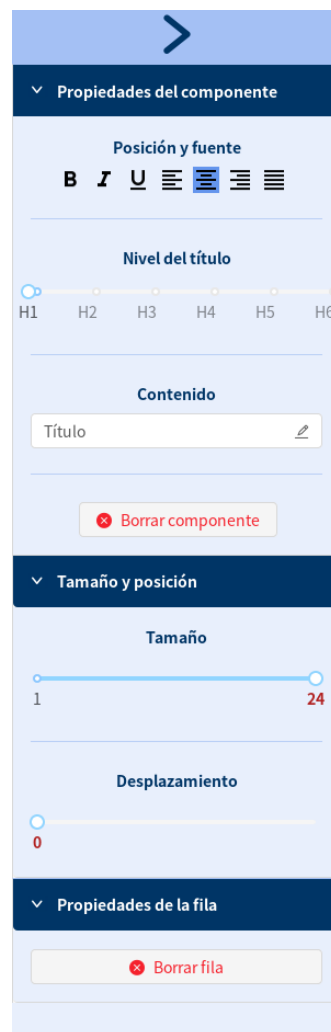 Propiedades del componente
Posición y fuente
B I U
Nivel del título
H1 H2 H3 H4 H5 H6
Contenido
Título
Borrar componente
Tamaño y posición
Tamaño
1 24
Desplazamiento
0
Propiedades de la fila
Borrar fila